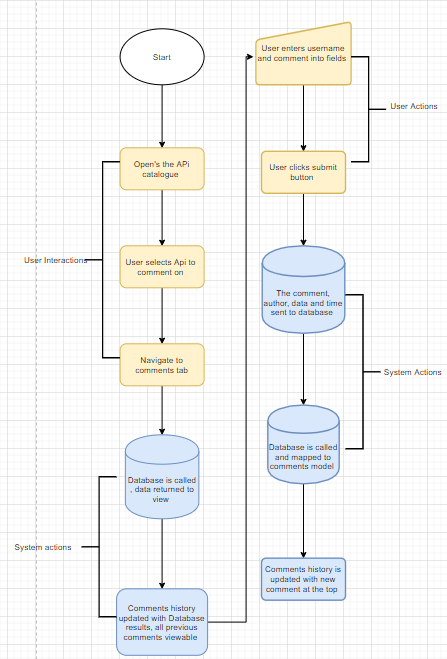 Start
Open's the APi
catalogue
User selects Api to
comment on
User Interactions
Navigate to
comments tab
Database is called
, data returned to
view
System actions
Comments history
updated with Database
results, all previous
comments viewable
User enters username
and comment into fields
User Actions
User clicks submit
button
The comment,
author, data and time
sent to database
System Actions
Database is called
and mapped to
comments model
Comments history is
updated with new
comment at the top